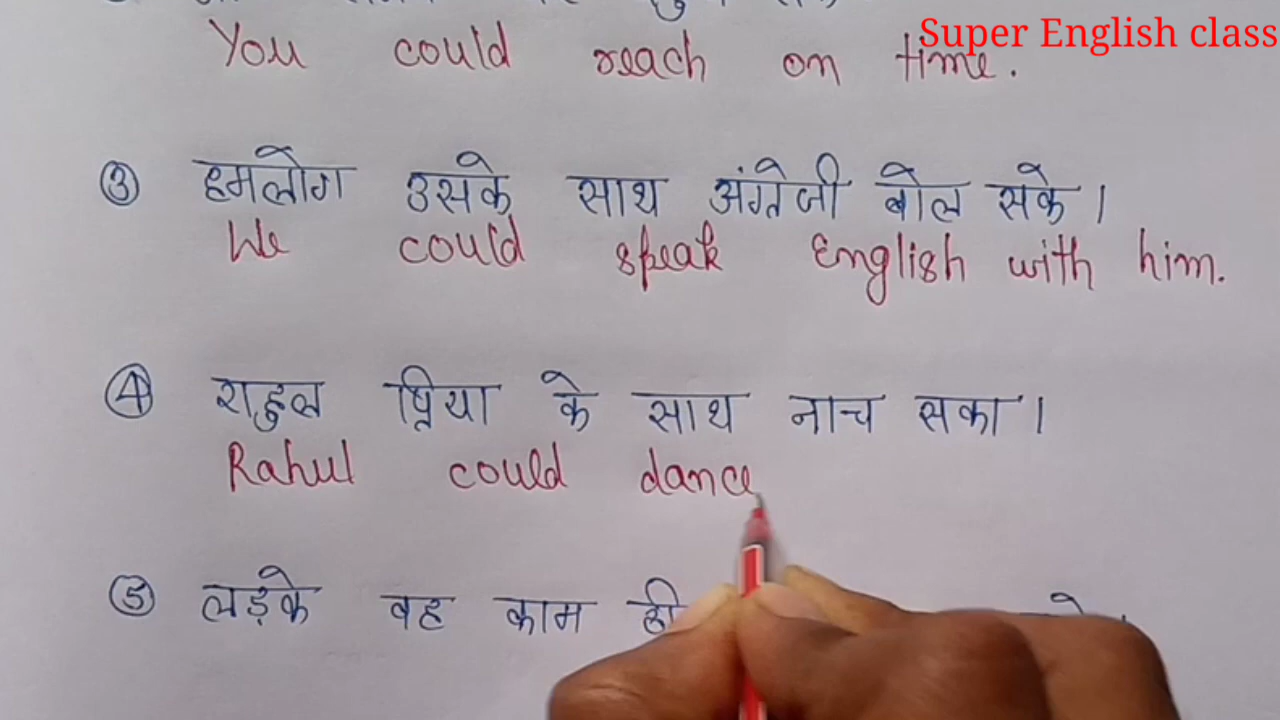 Super English class
You could reach on time.
③ हमलोग उसके साथ अंग्रेजी बोल सके।
We could speak English with him.
④ राहुल प्रिया के साथ नाच सका।
Rahul could dance
⑤ लड़के वह काम